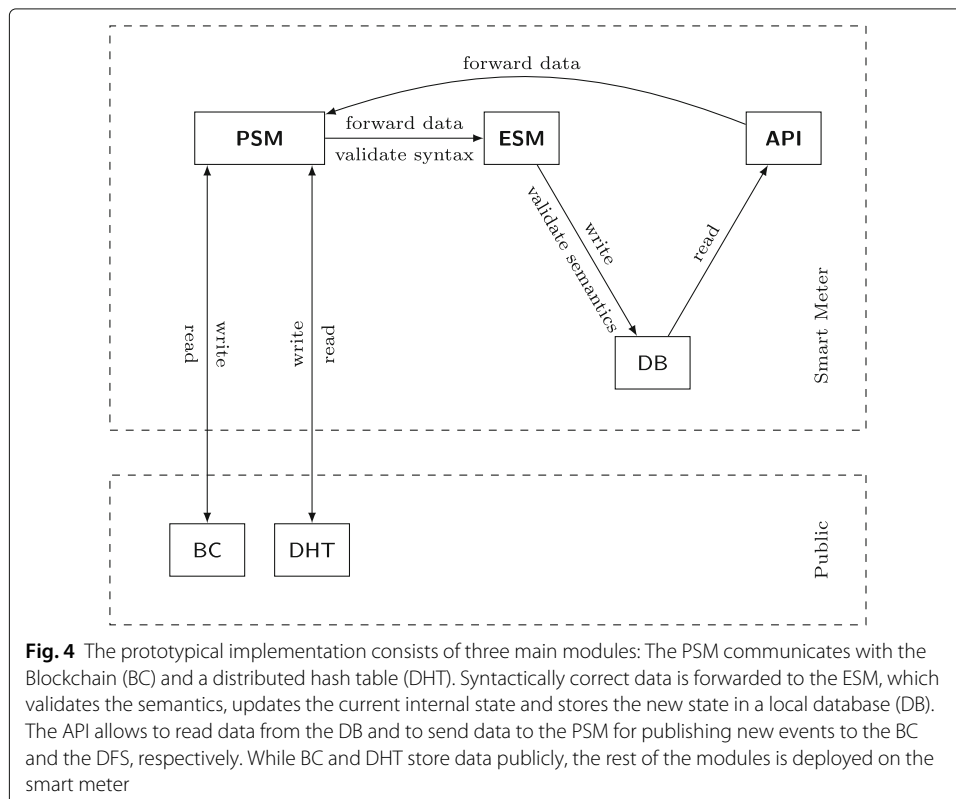 forward data
PSM
forward data
validate syntax
ESM
API
write
validate semantics
read
DB
Smart Meter
read
write
write
read
BC
DHT
Public
Fig. 4 The prototypical implementation consists of three main modules: The PSM communicates with the
Blockchain (BC) and a distributed hash table (DHT). Syntactically correct data is forwarded to the ESM, which
validates the semantics, updates the current internal state and stores the new state in a local database (DB).
The API allows to read data from the DB and to send data to the PSM for publishing new events to the BC
and the DFS, respectively. While BC and DHT store data publicly, the rest of the modules is deployed on the
smart meter